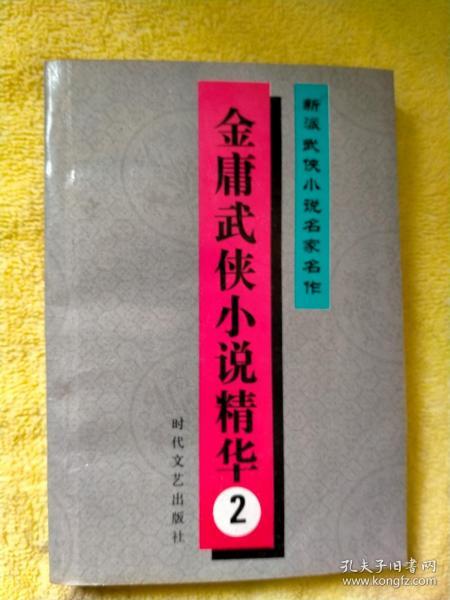 新派武侠小说名家名作
金庸武侠小说精华
2
时代文艺出版社
孔夫子旧书网
www.kongfz.com